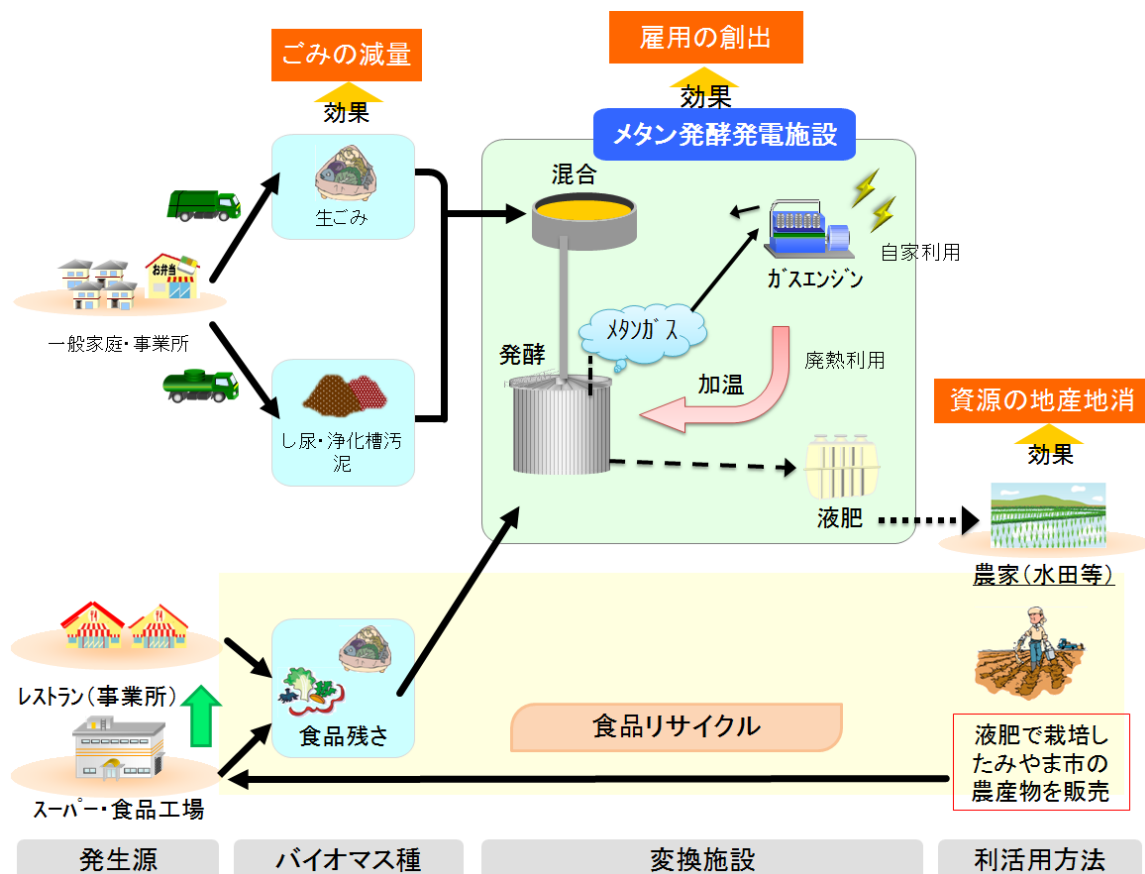 ごみの減量
雇用の創出
効果
効果
メタン発酵発電施設
混合
生ごみ
お弁当
自家利用
ガスエンジン
メタンガス
一般家庭・事業所
発酵
廃熱利用
加温
資源の地産地消
し尿・浄化槽汚
泥
効果
液肥
農家(水田等)
レストラン(事業所)
食品残さ
食品リサイクル
液肥で栽培し
たみやま市の
農産物を販売
スーパー・食品工場
発生源
バイオマス種
変換施設
利活用方法